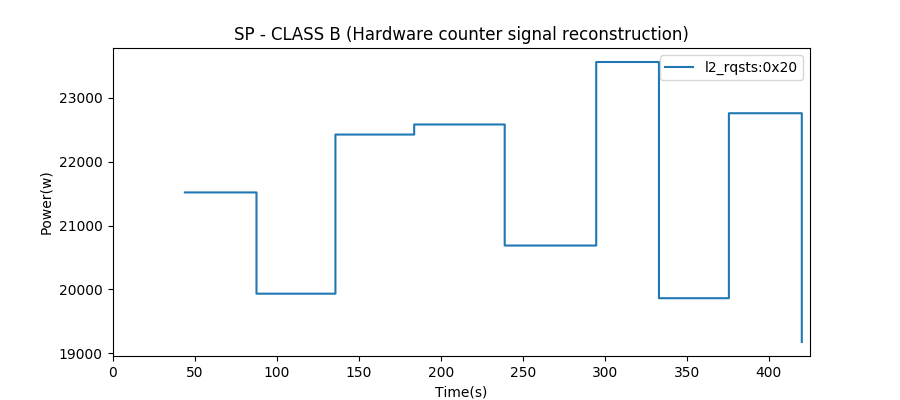 SP - CLASS B (Hardware counter signal reconstruction)
l2_rqsts:0x20
Power(w)
23000
22000
21000
20000
19000
0 50 100 150 200 250 300 350 400
Time(s)